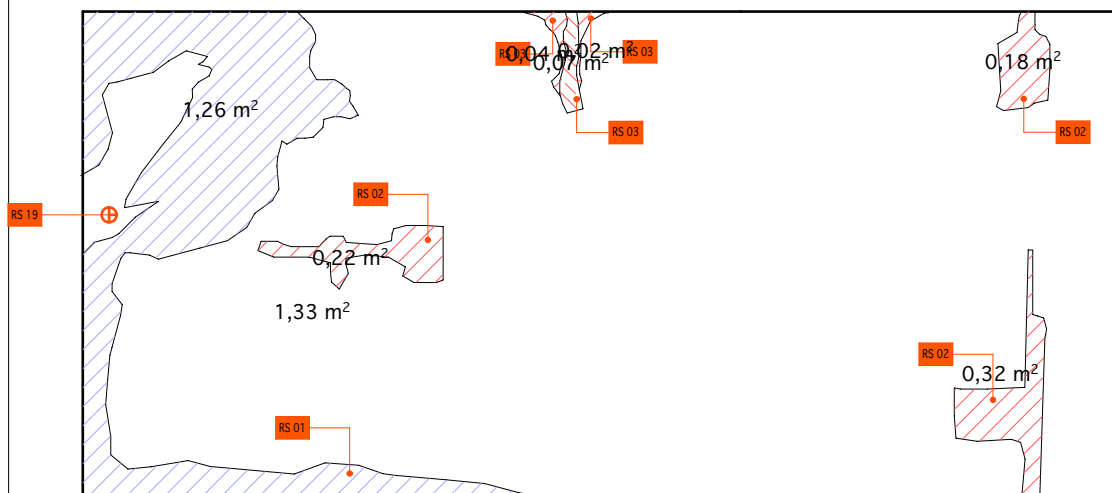 RS 03
0,04 m²
0,02 m²
RS 03
0,07 m²
0,18 m²
1,26 m²
RS 03
RS 02
RS 02
RS 19
0,22 m²
1,33 m²
RS 02
0,32 m²
RS 01